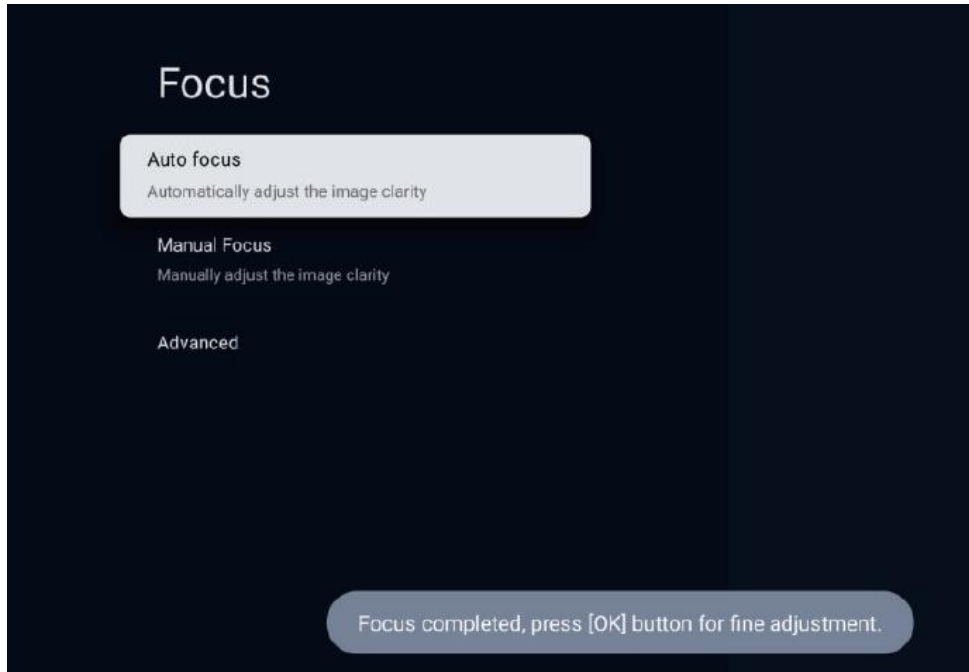 Focus
Auto focus
Automatically adjust the image clarity
Manual Focus
Manually adjust the image clarity
Advanced
Focus completed, press [OK] button for fine adjustment.